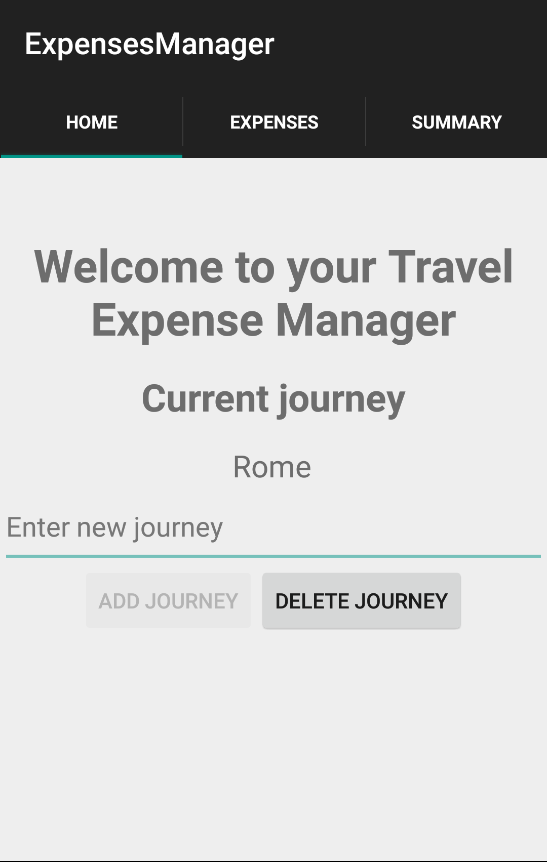 ExpensesManager
HOME
EXPENSES
SUMMARY
Welcome to your Travel
Expense Manager
Current journey
Rome
Enter new journey
ADD JOURNEY
DELETE JOURNEY